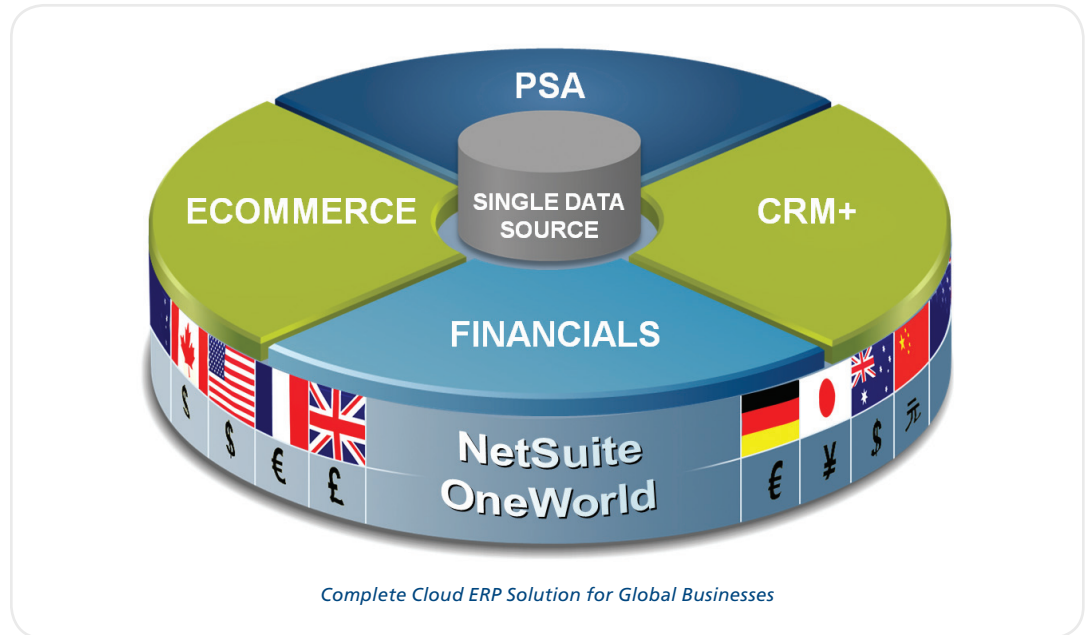 PSA
ECOMMERCE
SINGLE DATA
SOURCE
CRM+
FINANCIALS
$
$
€
£
NetSuite
OneWorld
€
¥
$
元
Complete Cloud ERP Solution for Global Businesses